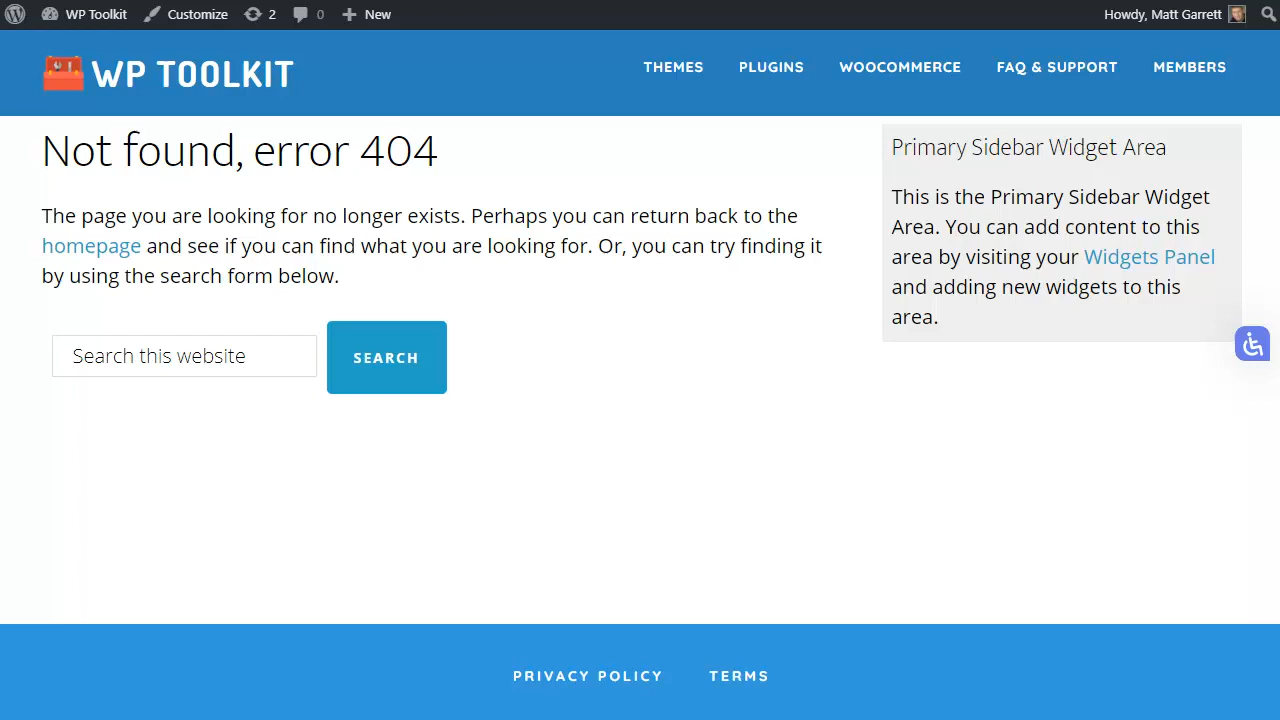 WP Toolkit Customize 2 0 New Howdy, Matt Garrett
WP TOOLKIT THEMES PLUGINS WOOCOMMERCE FAQ & SUPPORT MEMBERS
Not found, error 404
The page you are looking for no longer exists. Perhaps you can return back to the
homepage and see if you can find what you are looking for. Or, you can try finding it
by using the search form below.
Search this website SEARCH
Primary Sidebar Widget Area
This is the Primary Sidebar Widget
Area. You can add content to this
area by visiting your Widgets Panel
and adding new widgets to this
area.
PRIVACY POLICY TERMS